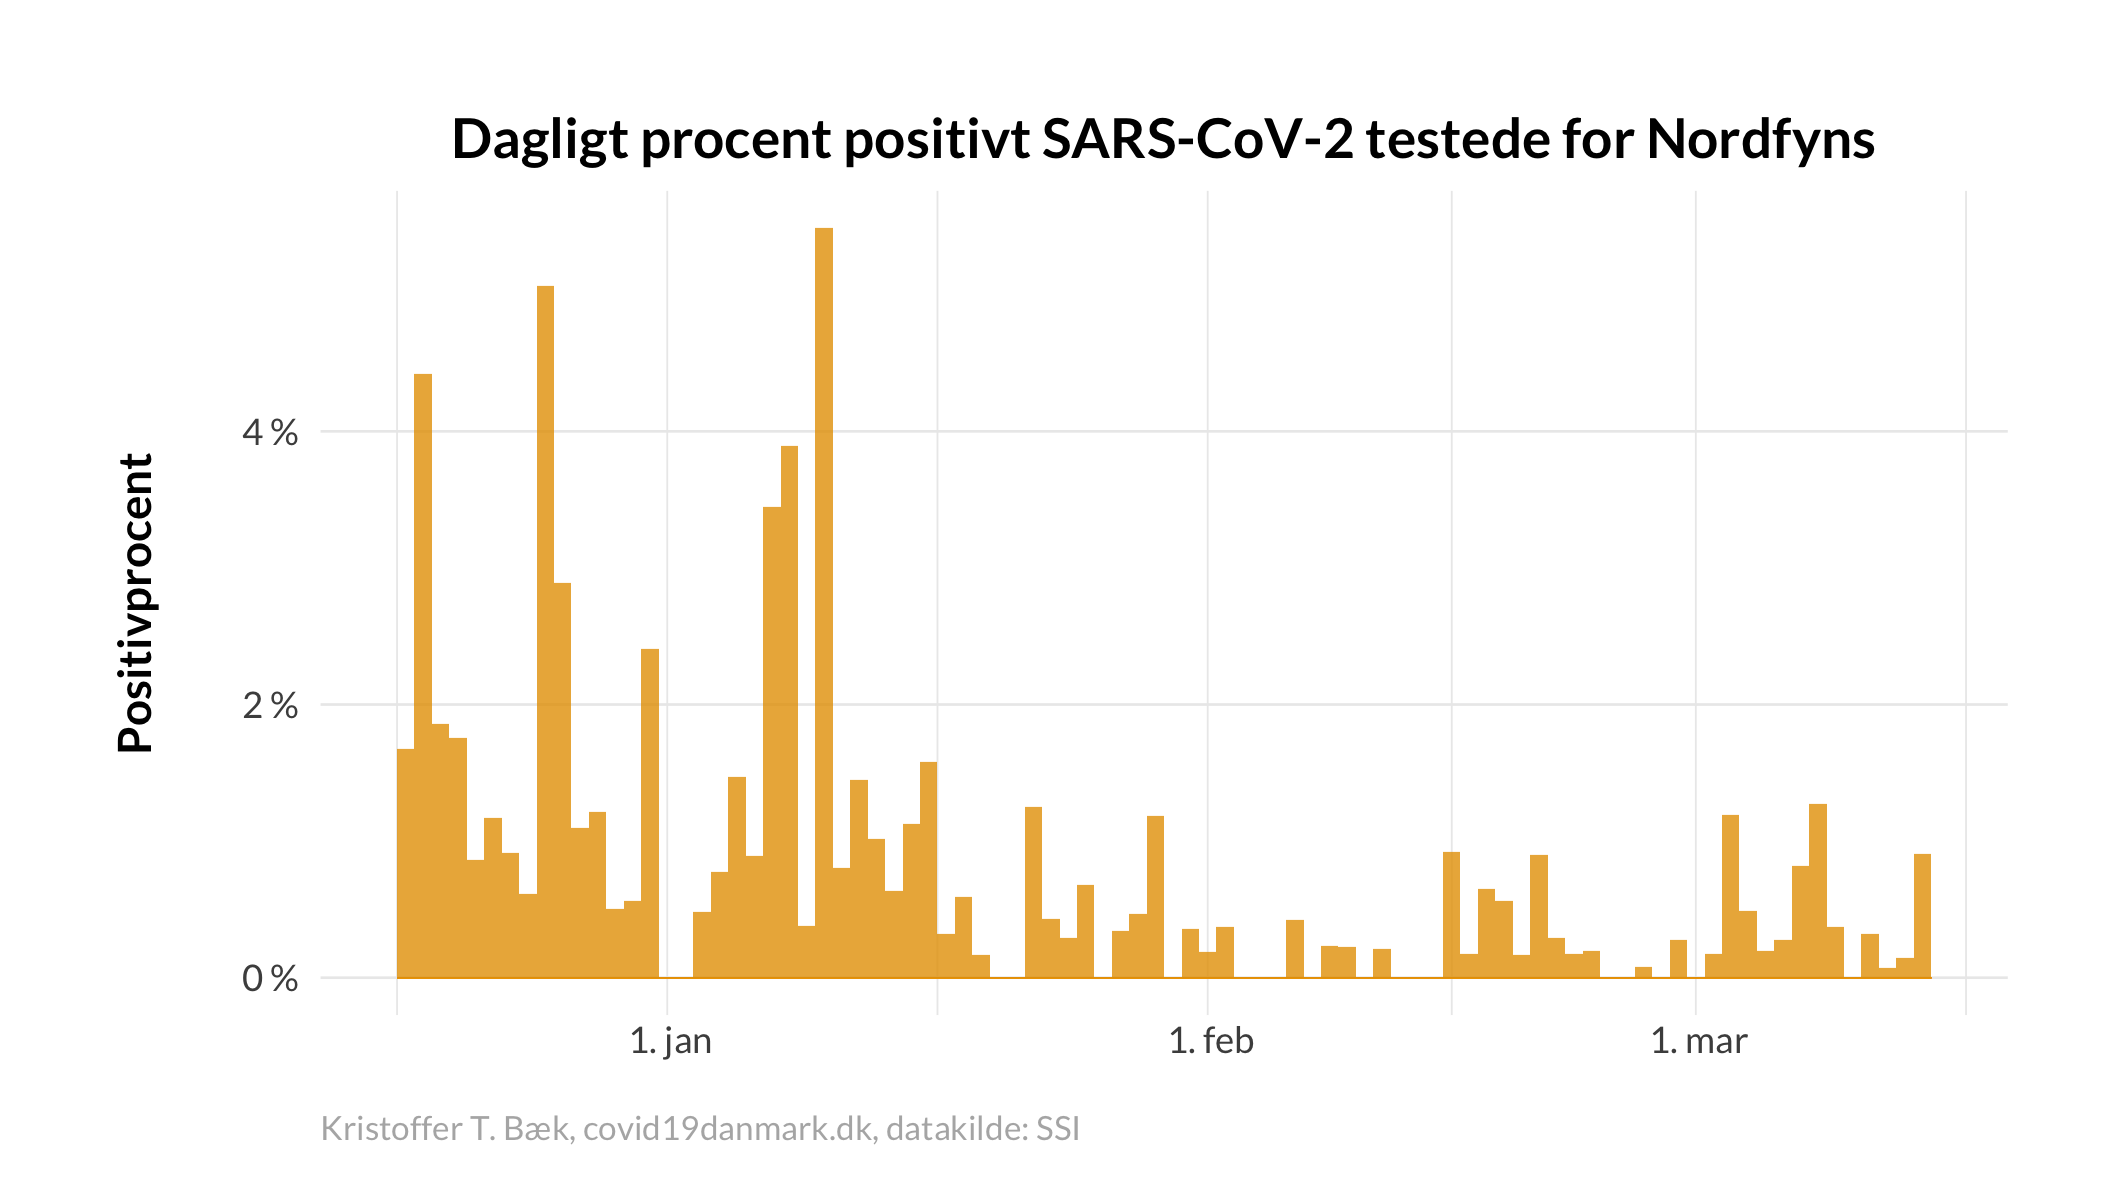 Dagligt procent positivt SARS-CoV-2 testede for Nordfyns
Positivprocent
4 %
2 %
0 %
1. jan
1. feb
1. mar
Kristoffer T. Bæk, covid19danmark.dk, datakilde: SSI